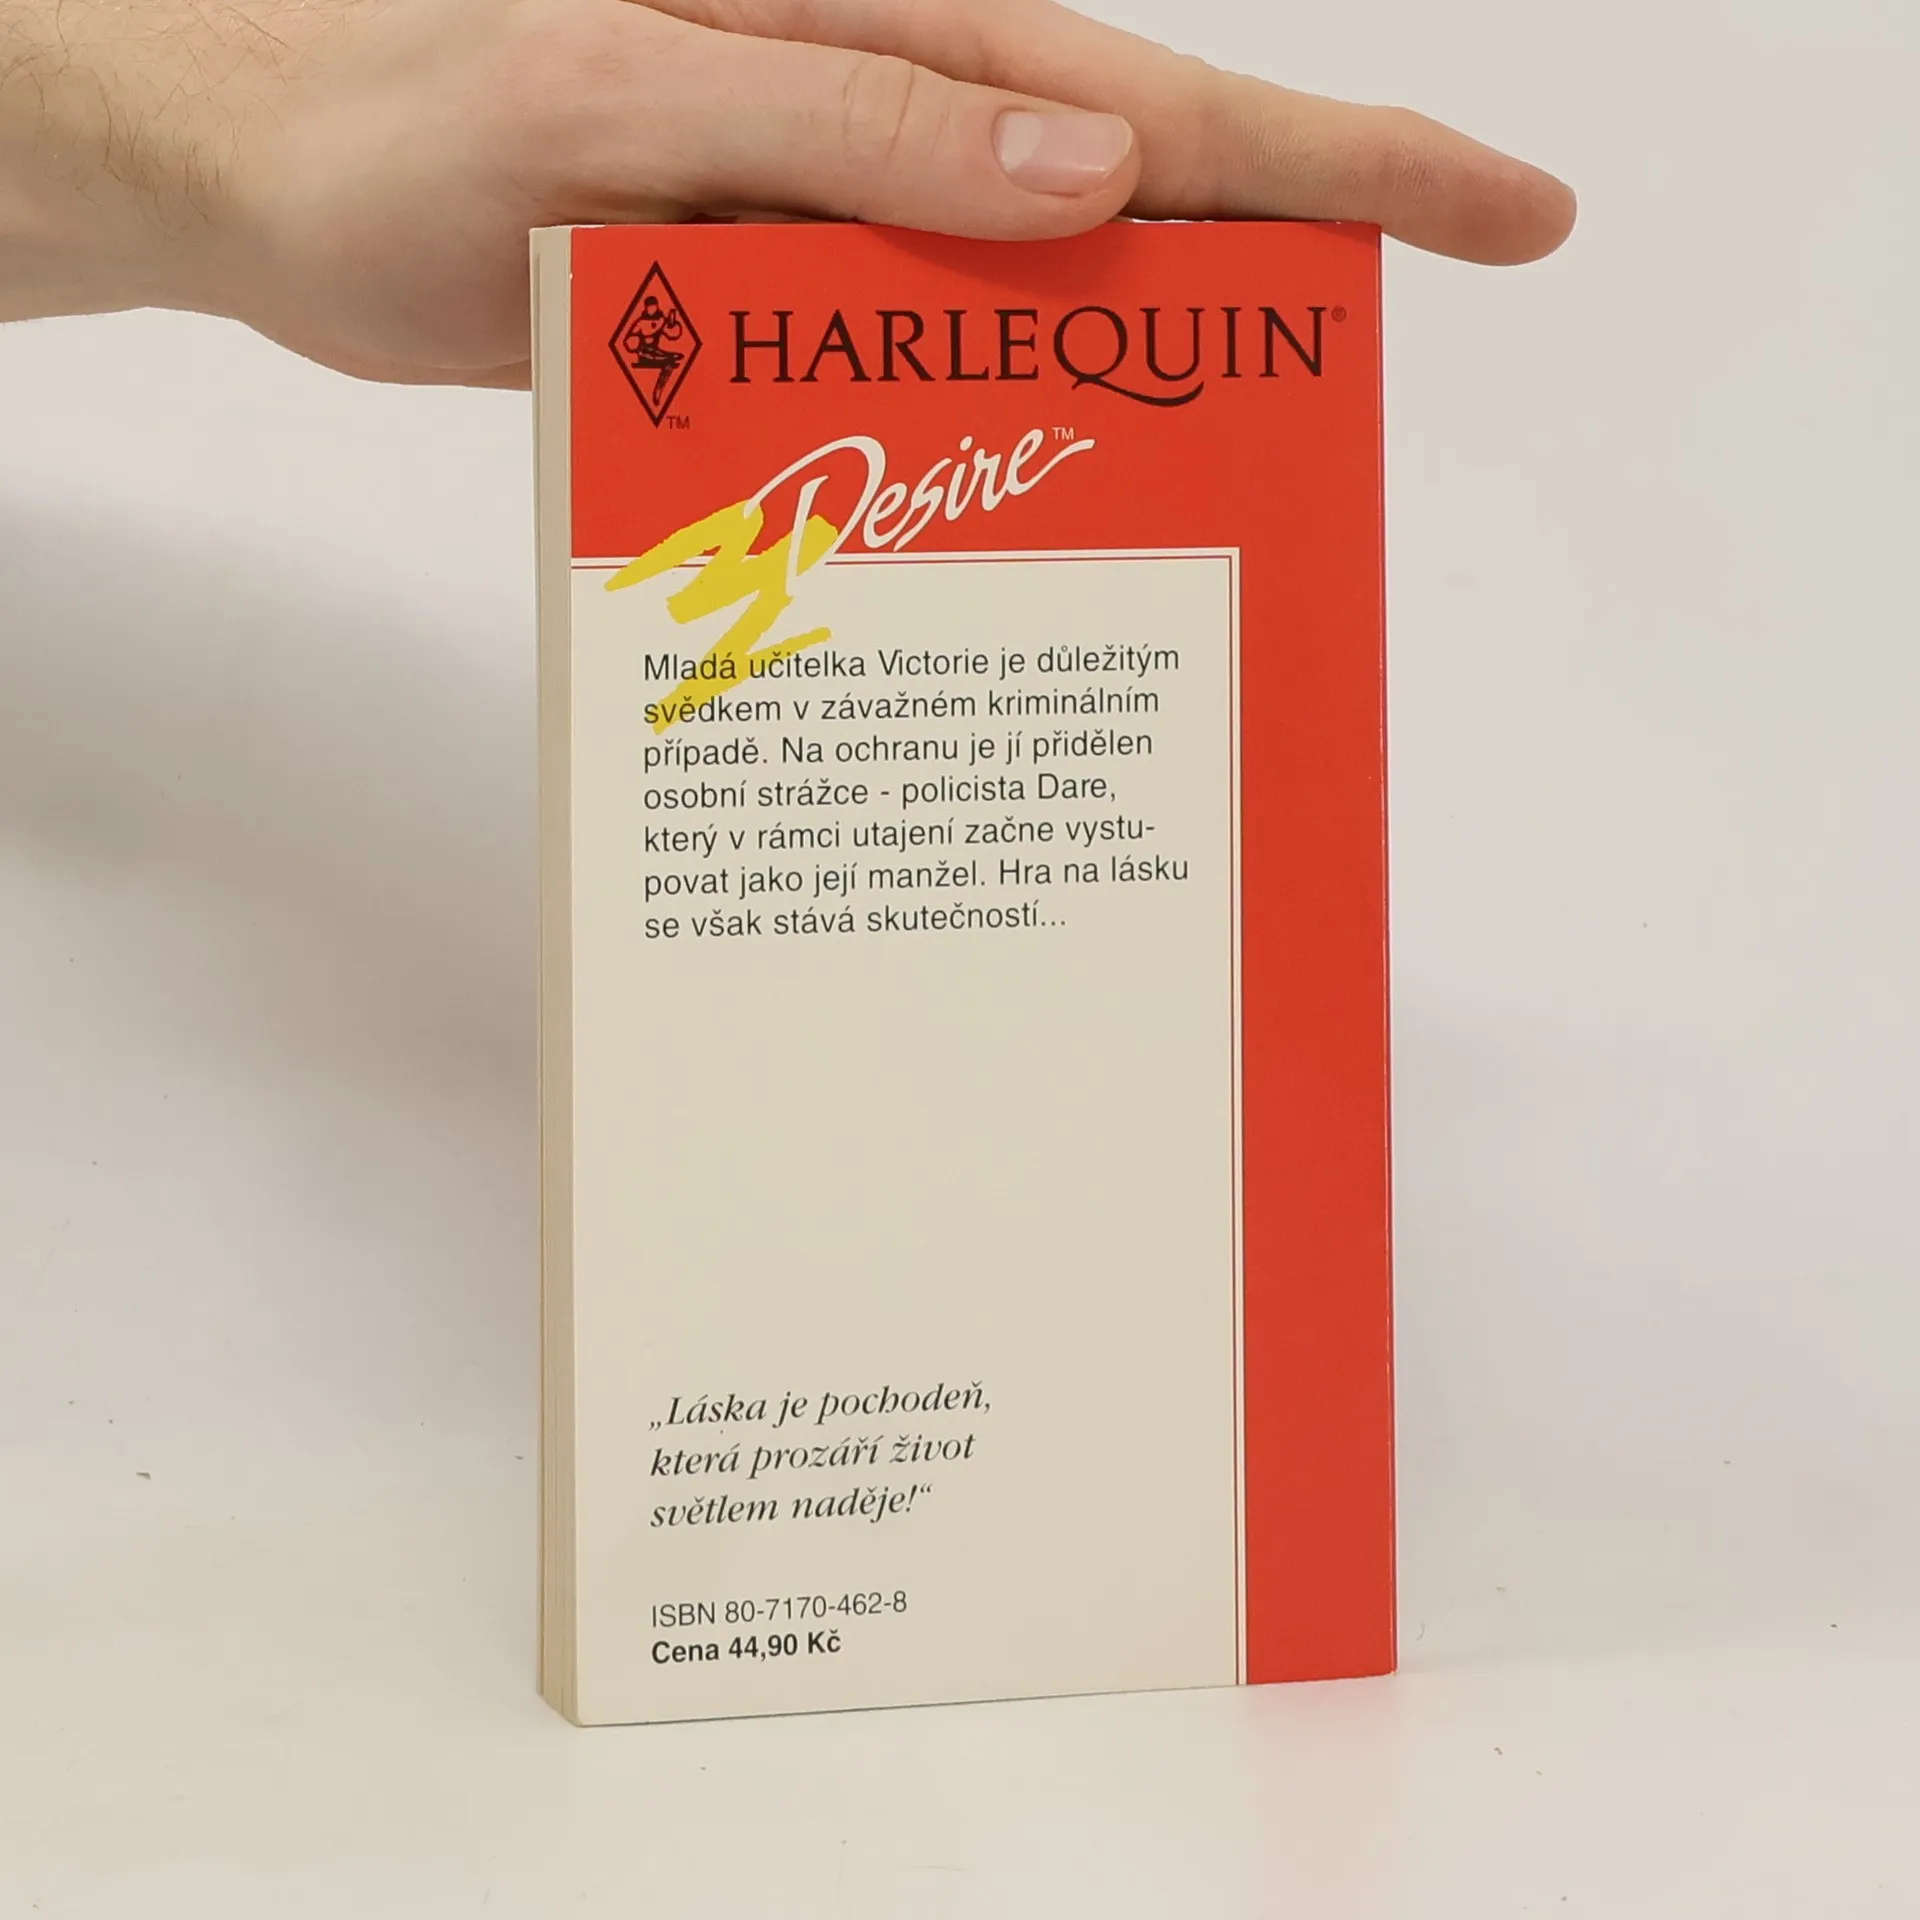 HARLEQUIN®
TM
Desire™
Mladá učitelka Victorie je důležitým
svědkem v závažném kriminálním
případě. Na ochranu je jí přidělen
osobní strážce - policista Dare,
který v rámci utajení začne vystu-
povat jako její manžel. Hra na lásku
se však stává skutečností...
„Láska je pochodeň,
která prozáří život
světlem naděje!“
ISBN 80-7170-462-8
Cena 44,90 Kč